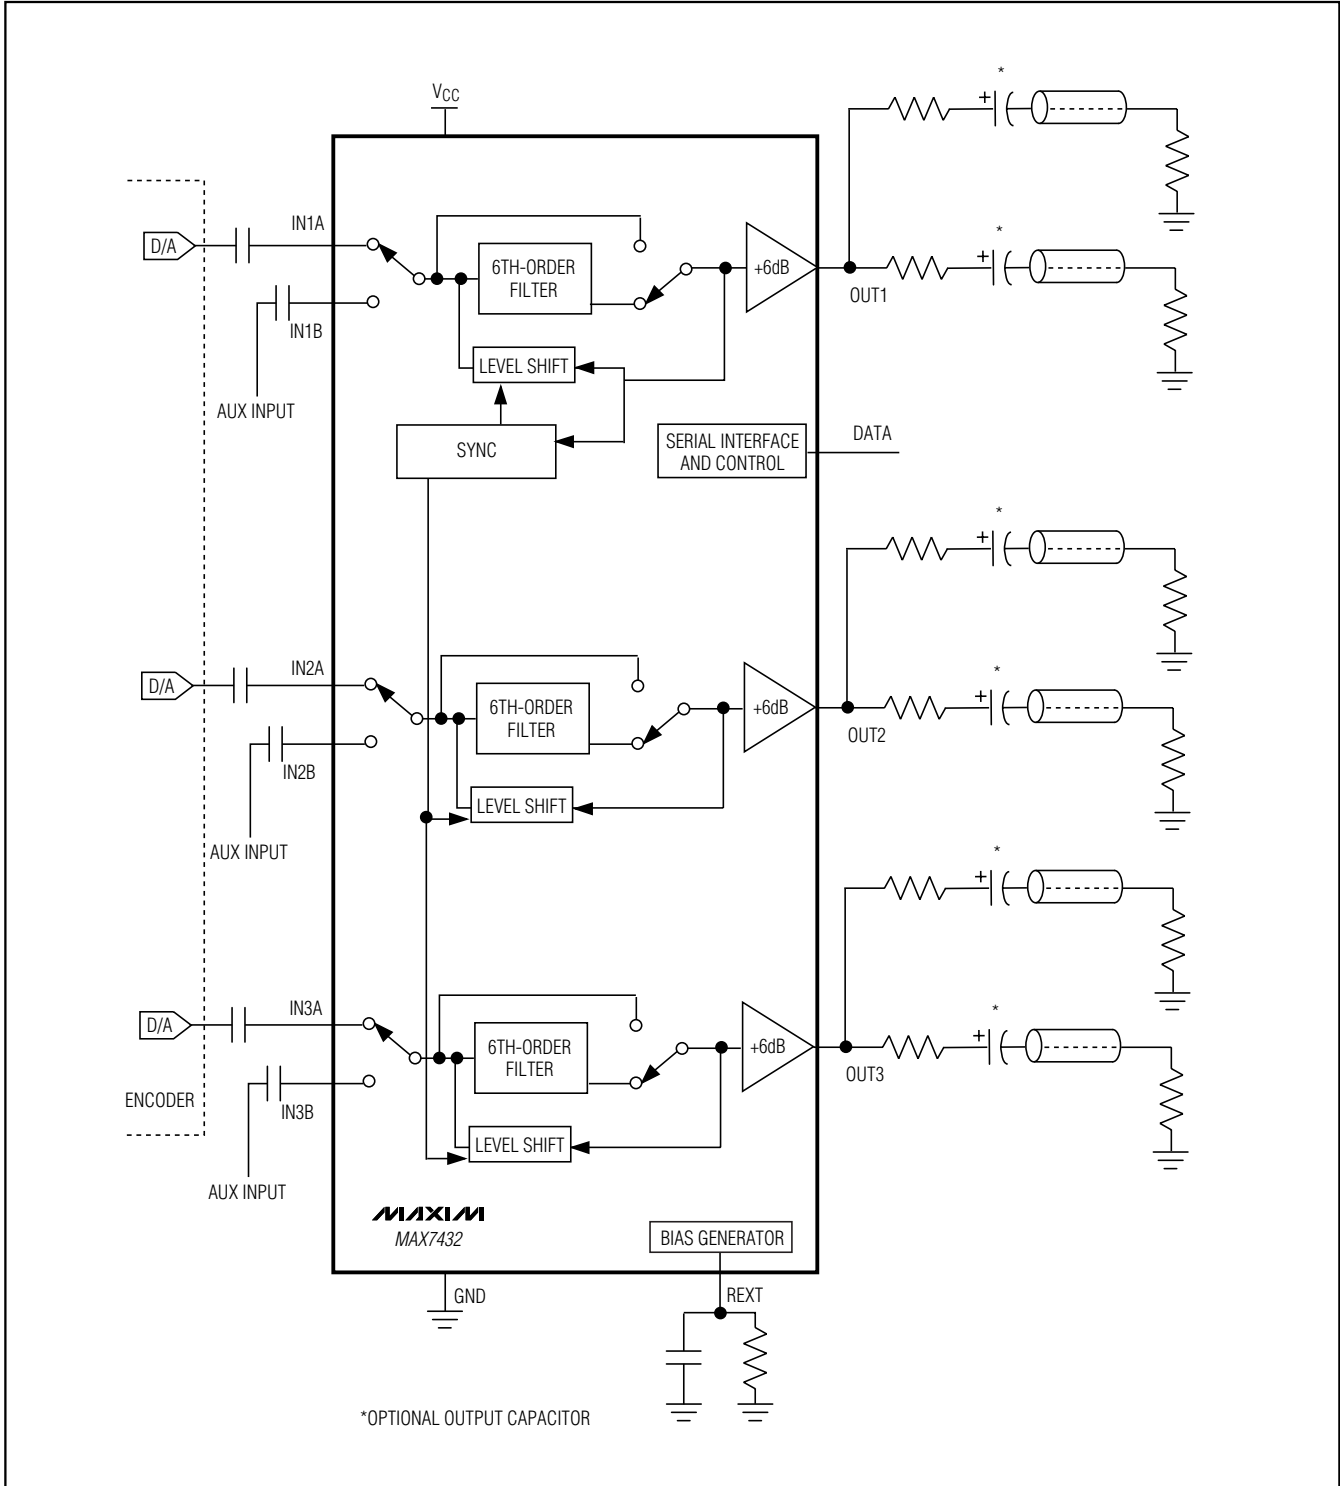 VCC
*
D/A
IN1A
6TH-ORDER
FILTER
+6dB
+
*
+
OUT1
IN1B
LEVEL SHIFT
AUX INPUT
SYNC
SERIAL INTERFACE
AND CONTROL
DATA
*
+
D/A
IN2A
6TH-ORDER
FILTER
+6dB
*
+
OUT2
IN2B
LEVEL SHIFT
AUX INPUT
*
+
D/A
IN3A
6TH-ORDER
FILTER
+6dB
*
+
OUT3
ENCODER
IN3B
LEVEL SHIFT
AUX INPUT
MAXIM
MAX7432
BIAS GENERATOR
GND
REXT
*OPTIONAL OUTPUT CAPACITOR